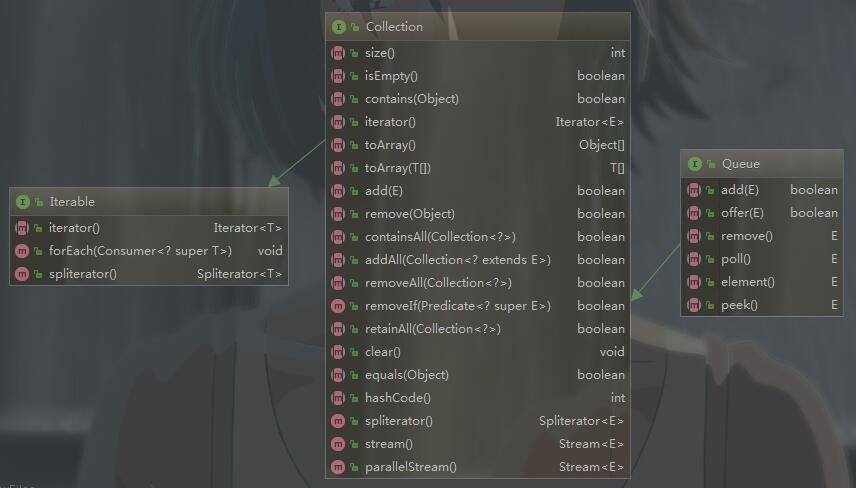 Iterable
iterator() Iterator<T>
forEach(Consumer<? super T>) void
spliterator() Spliterator<T>
Collection
size() int
isEmpty() boolean
contains(Object) boolean
iterator() Iterator<E>
toArray() Object[]
toArray(T[]) T[]
add(E) boolean
remove(Object) boolean
containsAll(Collection<?>) boolean
addAll(Collection<? extends E>) boolean
removeAll(Collection<?>) boolean
removeIf(Predicate<? super E>) boolean
retainAll(Collection<?>) boolean
clear() void
equals(Object) boolean
hashCode() int
spliterator() Spliterator<E>
stream() Stream<E>
parallelStream() Stream<E>
Queue
add(E) boolean
offer(E) boolean
remove() E
poll() E
element() E
peek() E